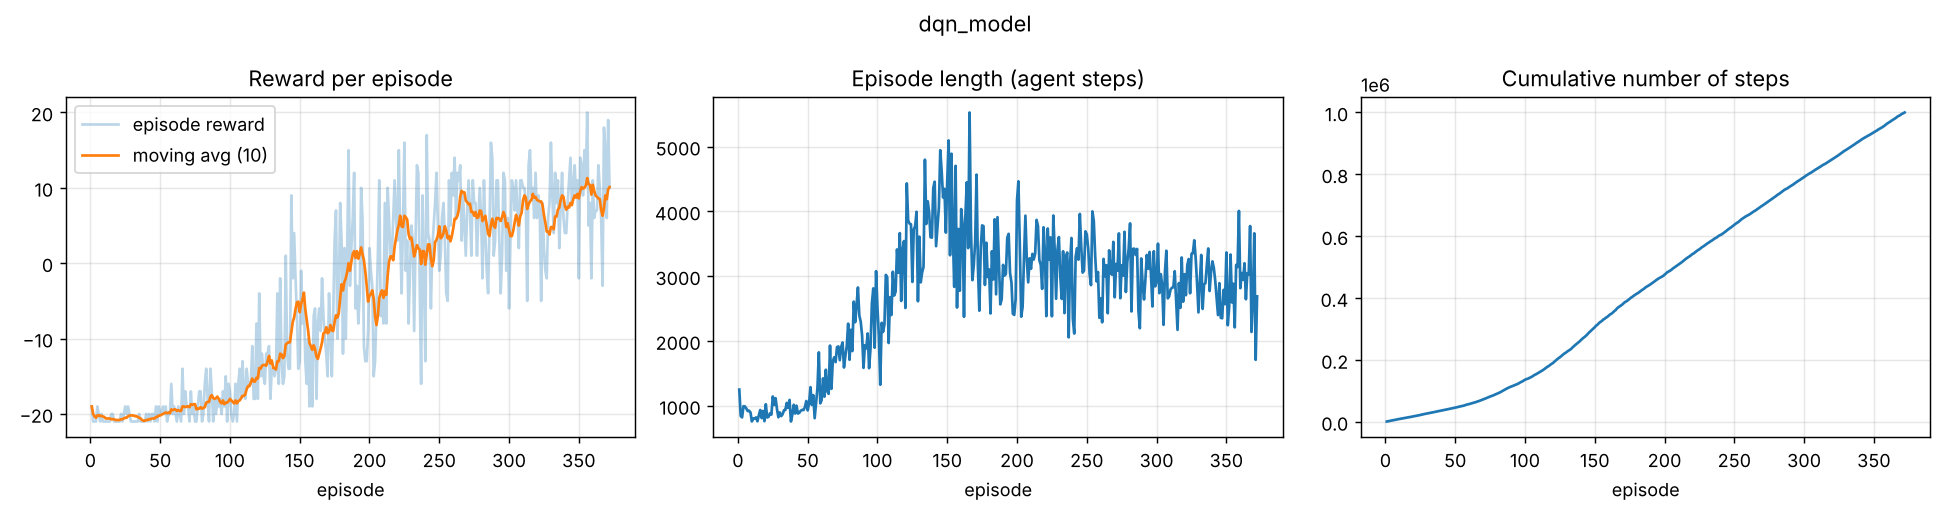 dqn_model
Reward per episode
episode reward
moving avg (10)
20
10
0
−10
−20
0 50 100 150 200 250 300 350
episode
Episode length (agent steps)
5000
4000
3000
2000
1000
0 50 100 150 200 250 300 350
episode
Cumulative number of steps
1e6
1.0
0.8
0.6
0.4
0.2
0.0
0 50 100 150 200 250 300 350
episode